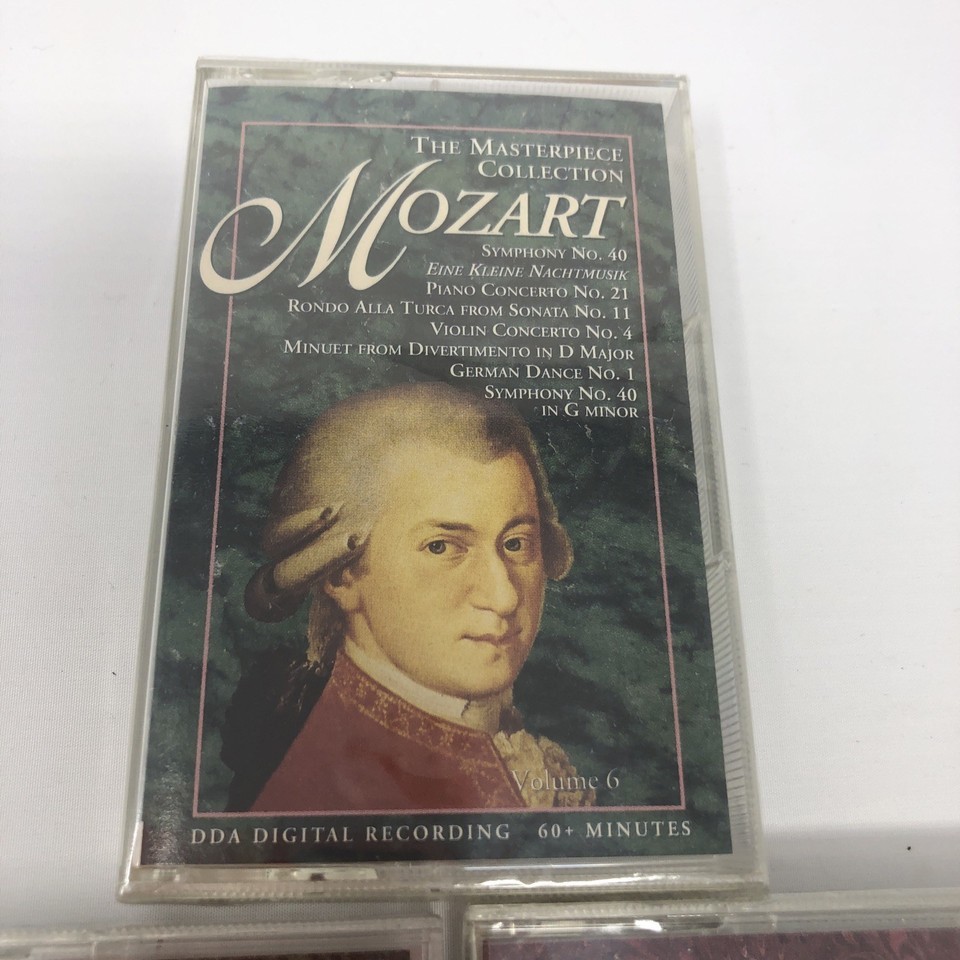 The Masterpiece
Collection
Mozart
Symphony No. 40
Eine Kleine Nachtmusik
Piano Concerto No. 21
Rondo Alla Turca from Sonata No. 11
Violin Concerto No. 4
Minuet from Divertimento in D Major
German Dance No. 1
Symphony No. 40
in G minor
Volume 6
DDA DIGITAL RECORDING 60+ MINUTES